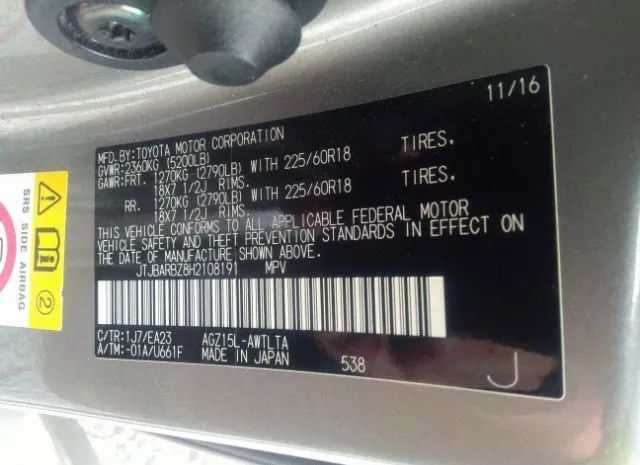 11/16
MFD.BY:TOYOTA MOTOR CORPORATION
GVWR:2360KG (5200LB)
GAWR:FRT. 1270KG (2790LB) WITH 225/60R18 TIRES.
18X7 1/2J RIMS.
RR. 1270KG (2790LB) WITH 225/60R18 TIRES.
18X7 1/2J RIMS.
THIS VEHICLE CONFORMS TO ALL APPLICABLE FEDERAL MOTOR
VEHICLE SAFETY AND THEFT PREVENTION STANDARDS IN EFFECT ON
THE DATE OF MANUFACTURE SHOWN ABOVE.
JTJBARBZ8H2108191 MPV
C/TR:1J7/EA23 AGZ15L-AWTLTA
A/TM:-01A/U661F MADE IN JAPAN 538
J
SRS SIDE AIRBAG
2